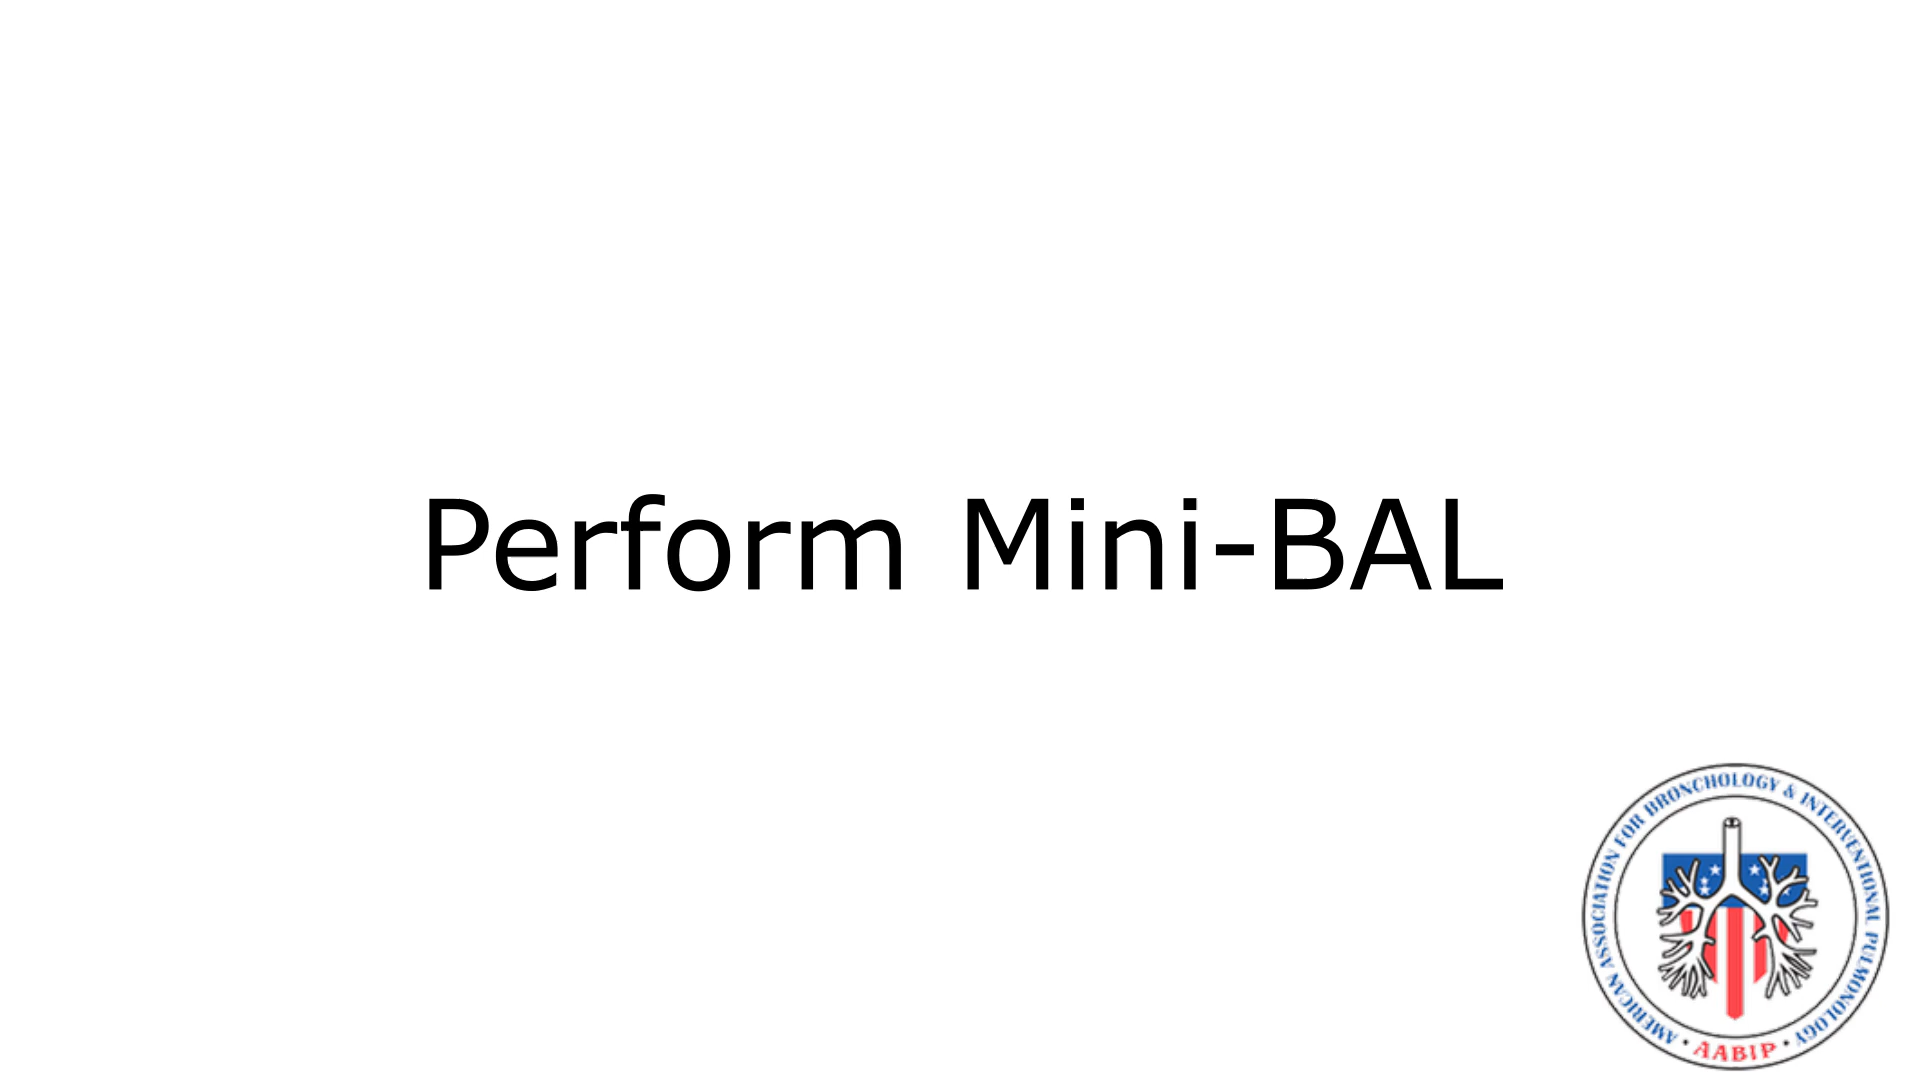 Perform Mini-BAL
AMERICAN ASSOCIATION FOR BRONCHOLOGY & INTERVENTIONAL PULMONOLOGY
• AABIP •